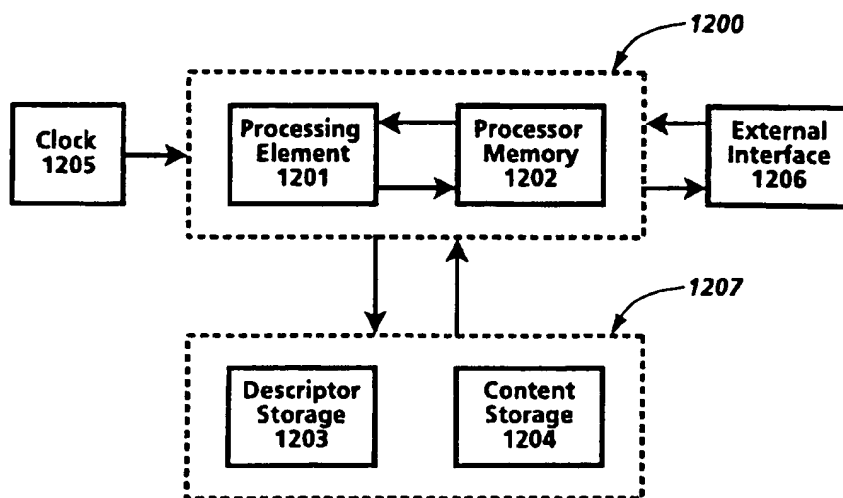 1200
Clock
1205
Processing
Element
1201
Processor
Memory
1202
External
Interface
1206
1207
Descriptor
Storage
1203
Content
Storage
1204